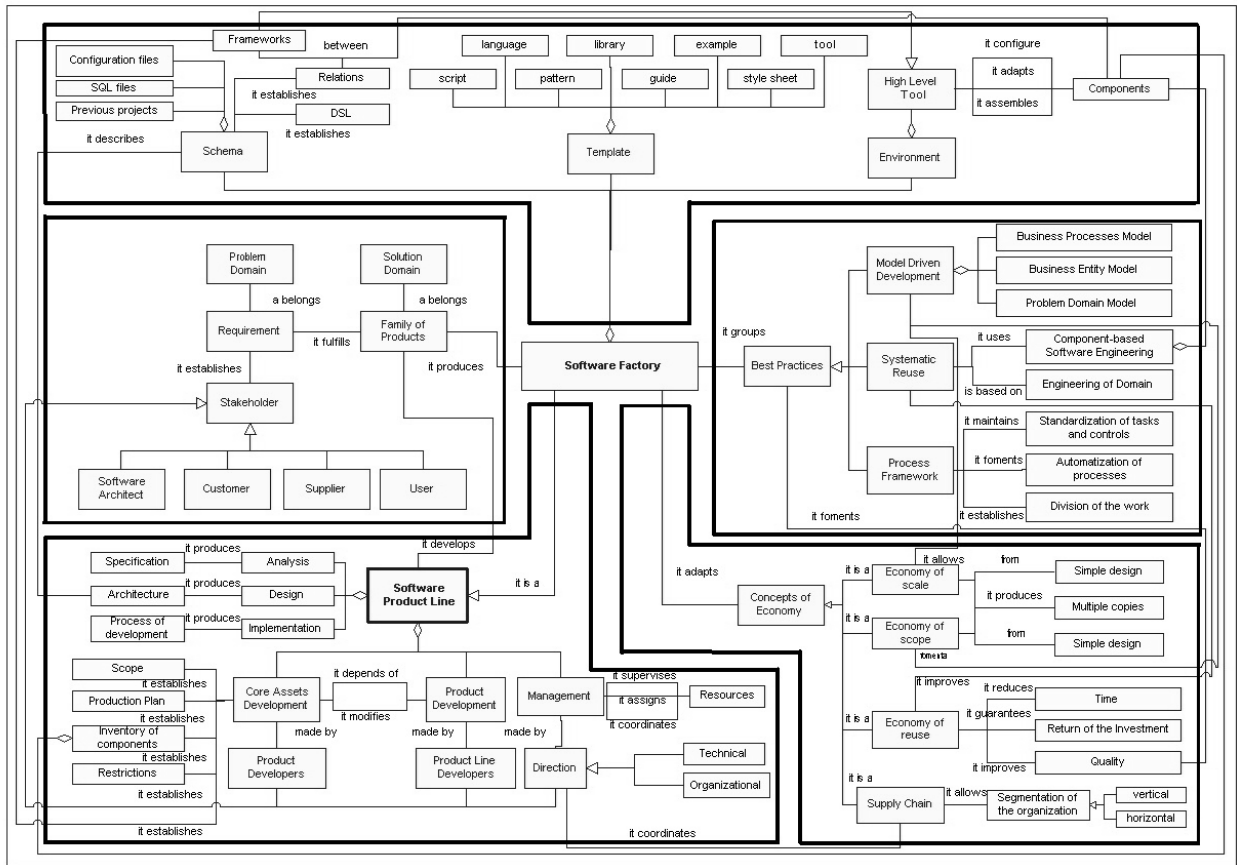 Frameworks
between
language
library
example
tool
it configure
Configuration files
Relations
script
pattern
guide
style sheet
High Level
Tool
it adapts
Components
SQL files
it establishes
it assembles
Previous projects
DSL
it establishes
it describes
Schema
Template
Environment
Problem
Domain
Solution
Domain
a belongs
a belongs
Requirement
it fulfills
Family of
Products
it produces
it establishes
Stakeholder
Software
Architect
Customer
Supplier
User
Software Factory
it groups
Best Practices
Model Driven
Development
Business Processes Model
Business Entity Model
Problem Domain Model
Systematic
Reuse
it uses
Component-based
Software Engineering
is based on
Engineering of Domain
it maintains
Standardization of tasks
and controls
Process
Framework
it foments
Automatization of
processes
it establishes
Division of the work
it foments
it develops
it is a
Specification
it produces
Analysis
Architecture
it produces
Design
Process of
development
it produces
Implementation
Software
Product Line
Scope
it establishes
Production Plan
it establishes
Inventory of
components
it establishes
Restrictions
it establishes
it establishes
Core Assets
Development
it depends of
it modifies
Product
Development
Management
it supervises
it assigns
Resources
it coordinates
made by
made by
made by
Product
Developers
Product Line
Developers
Direction
Technical
Organizational
it coordinates
it adapts
Concepts of
Economy
it allows
it is a
Economy of
scale
from
Simple design
it produces
Multiple copies
it is a
Economy of
scope
from
Simple design
foments
it improves
it reduces
Time
it guarantees
it is a
Economy of
reuse
Return of the Investment
it improves
Quality
it is a
Supply Chain
it allows
Segmentation of
the organization
vertical
horizontal